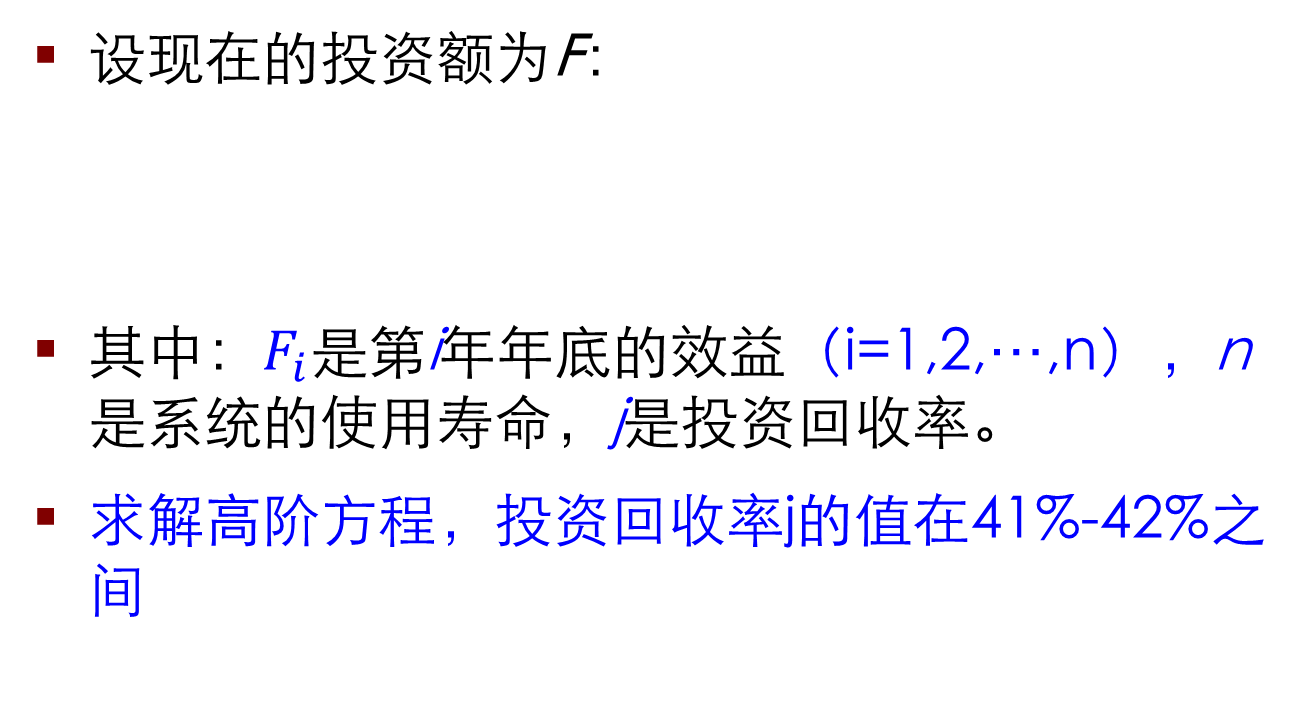 ▪ 设现在的投资额为F:
▪ 其中：F_i是第i年年底的效益（i=1,2,⋯,n），n
是系统的使用寿命，j是投资回收率。
▪ 求解高阶方程，投资回收率j的值在41%-42%之
间